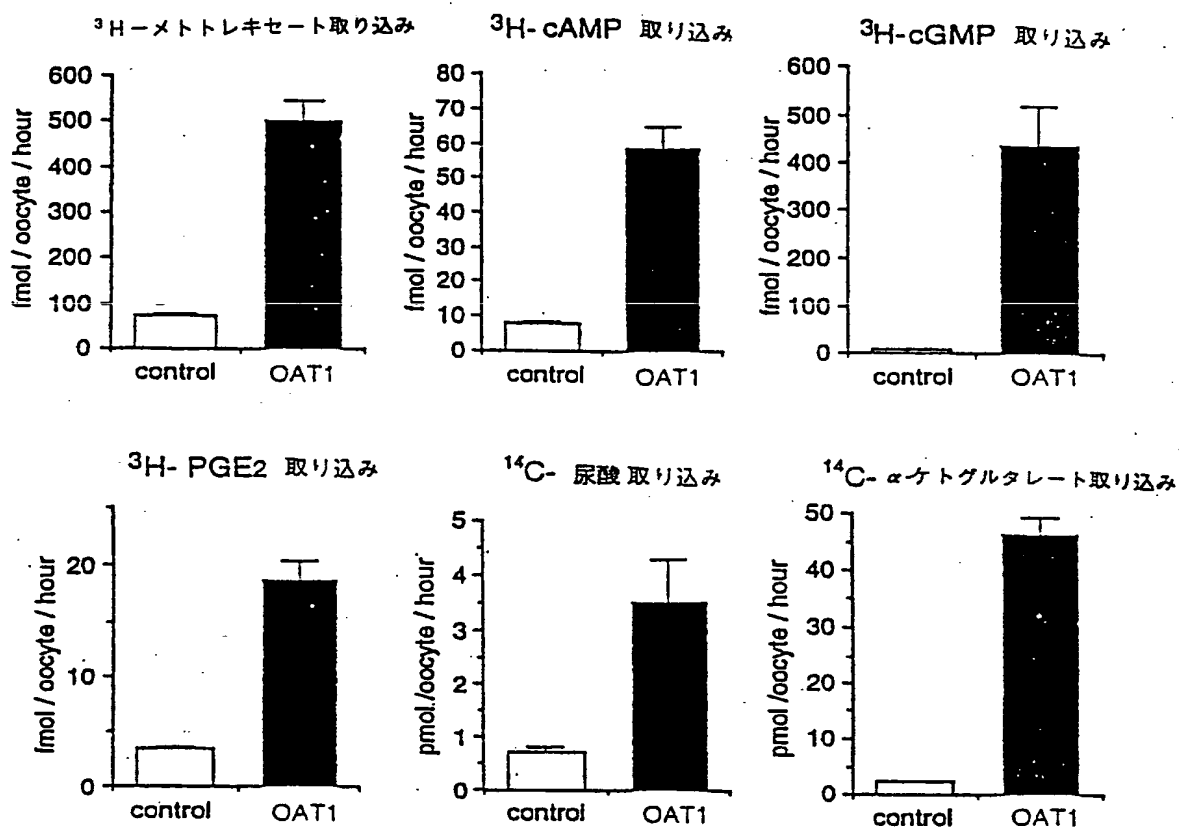 ³H-メトトレキセート取り込み
600
500
400
300
200
100
0
fmol / oocyte / hour
control OAT1
³H- cAMP 取り込み
80
70
60
50
40
30
20
10
0
fmol / oocyte / hour
control OAT1
³H-cGMP 取り込み
600
500
400
300
200
100
0
fmol / oocyte / hour
control OAT1
³H- PGE2 取り込み
20
10
0
fmol / oocyte / hour
control OAT1
¹⁴C- 尿酸 取り込み
5
4
3
2
1
0
pmol./oocyte / hour
control OAT1
¹⁴C- αケトグルタレート取り込み
50
40
30
20
10
0
pmol /oocyte / hour
control OAT1